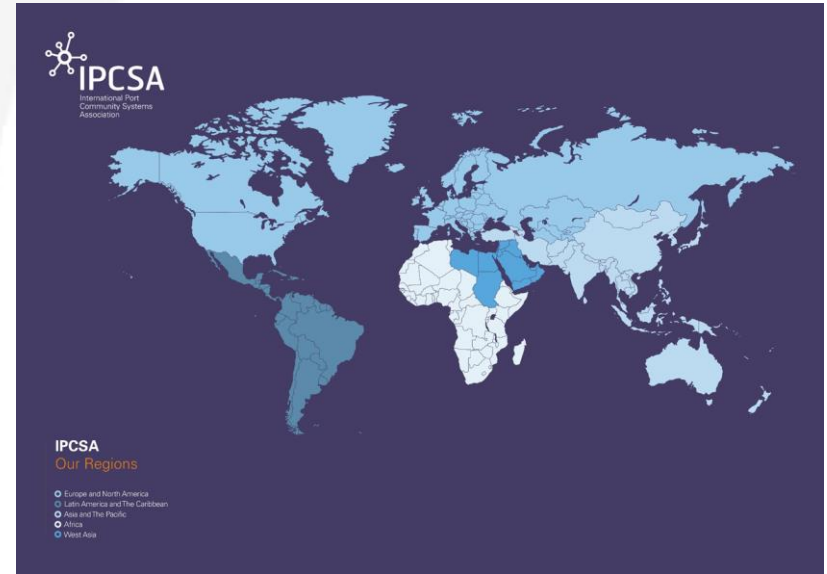 IPCSA
International Port
Community Systems
Association
IPCSA
Our Regions
Europe and North America
Latin America and The Caribbean
Asia and The Pacific
Africa
West Asia